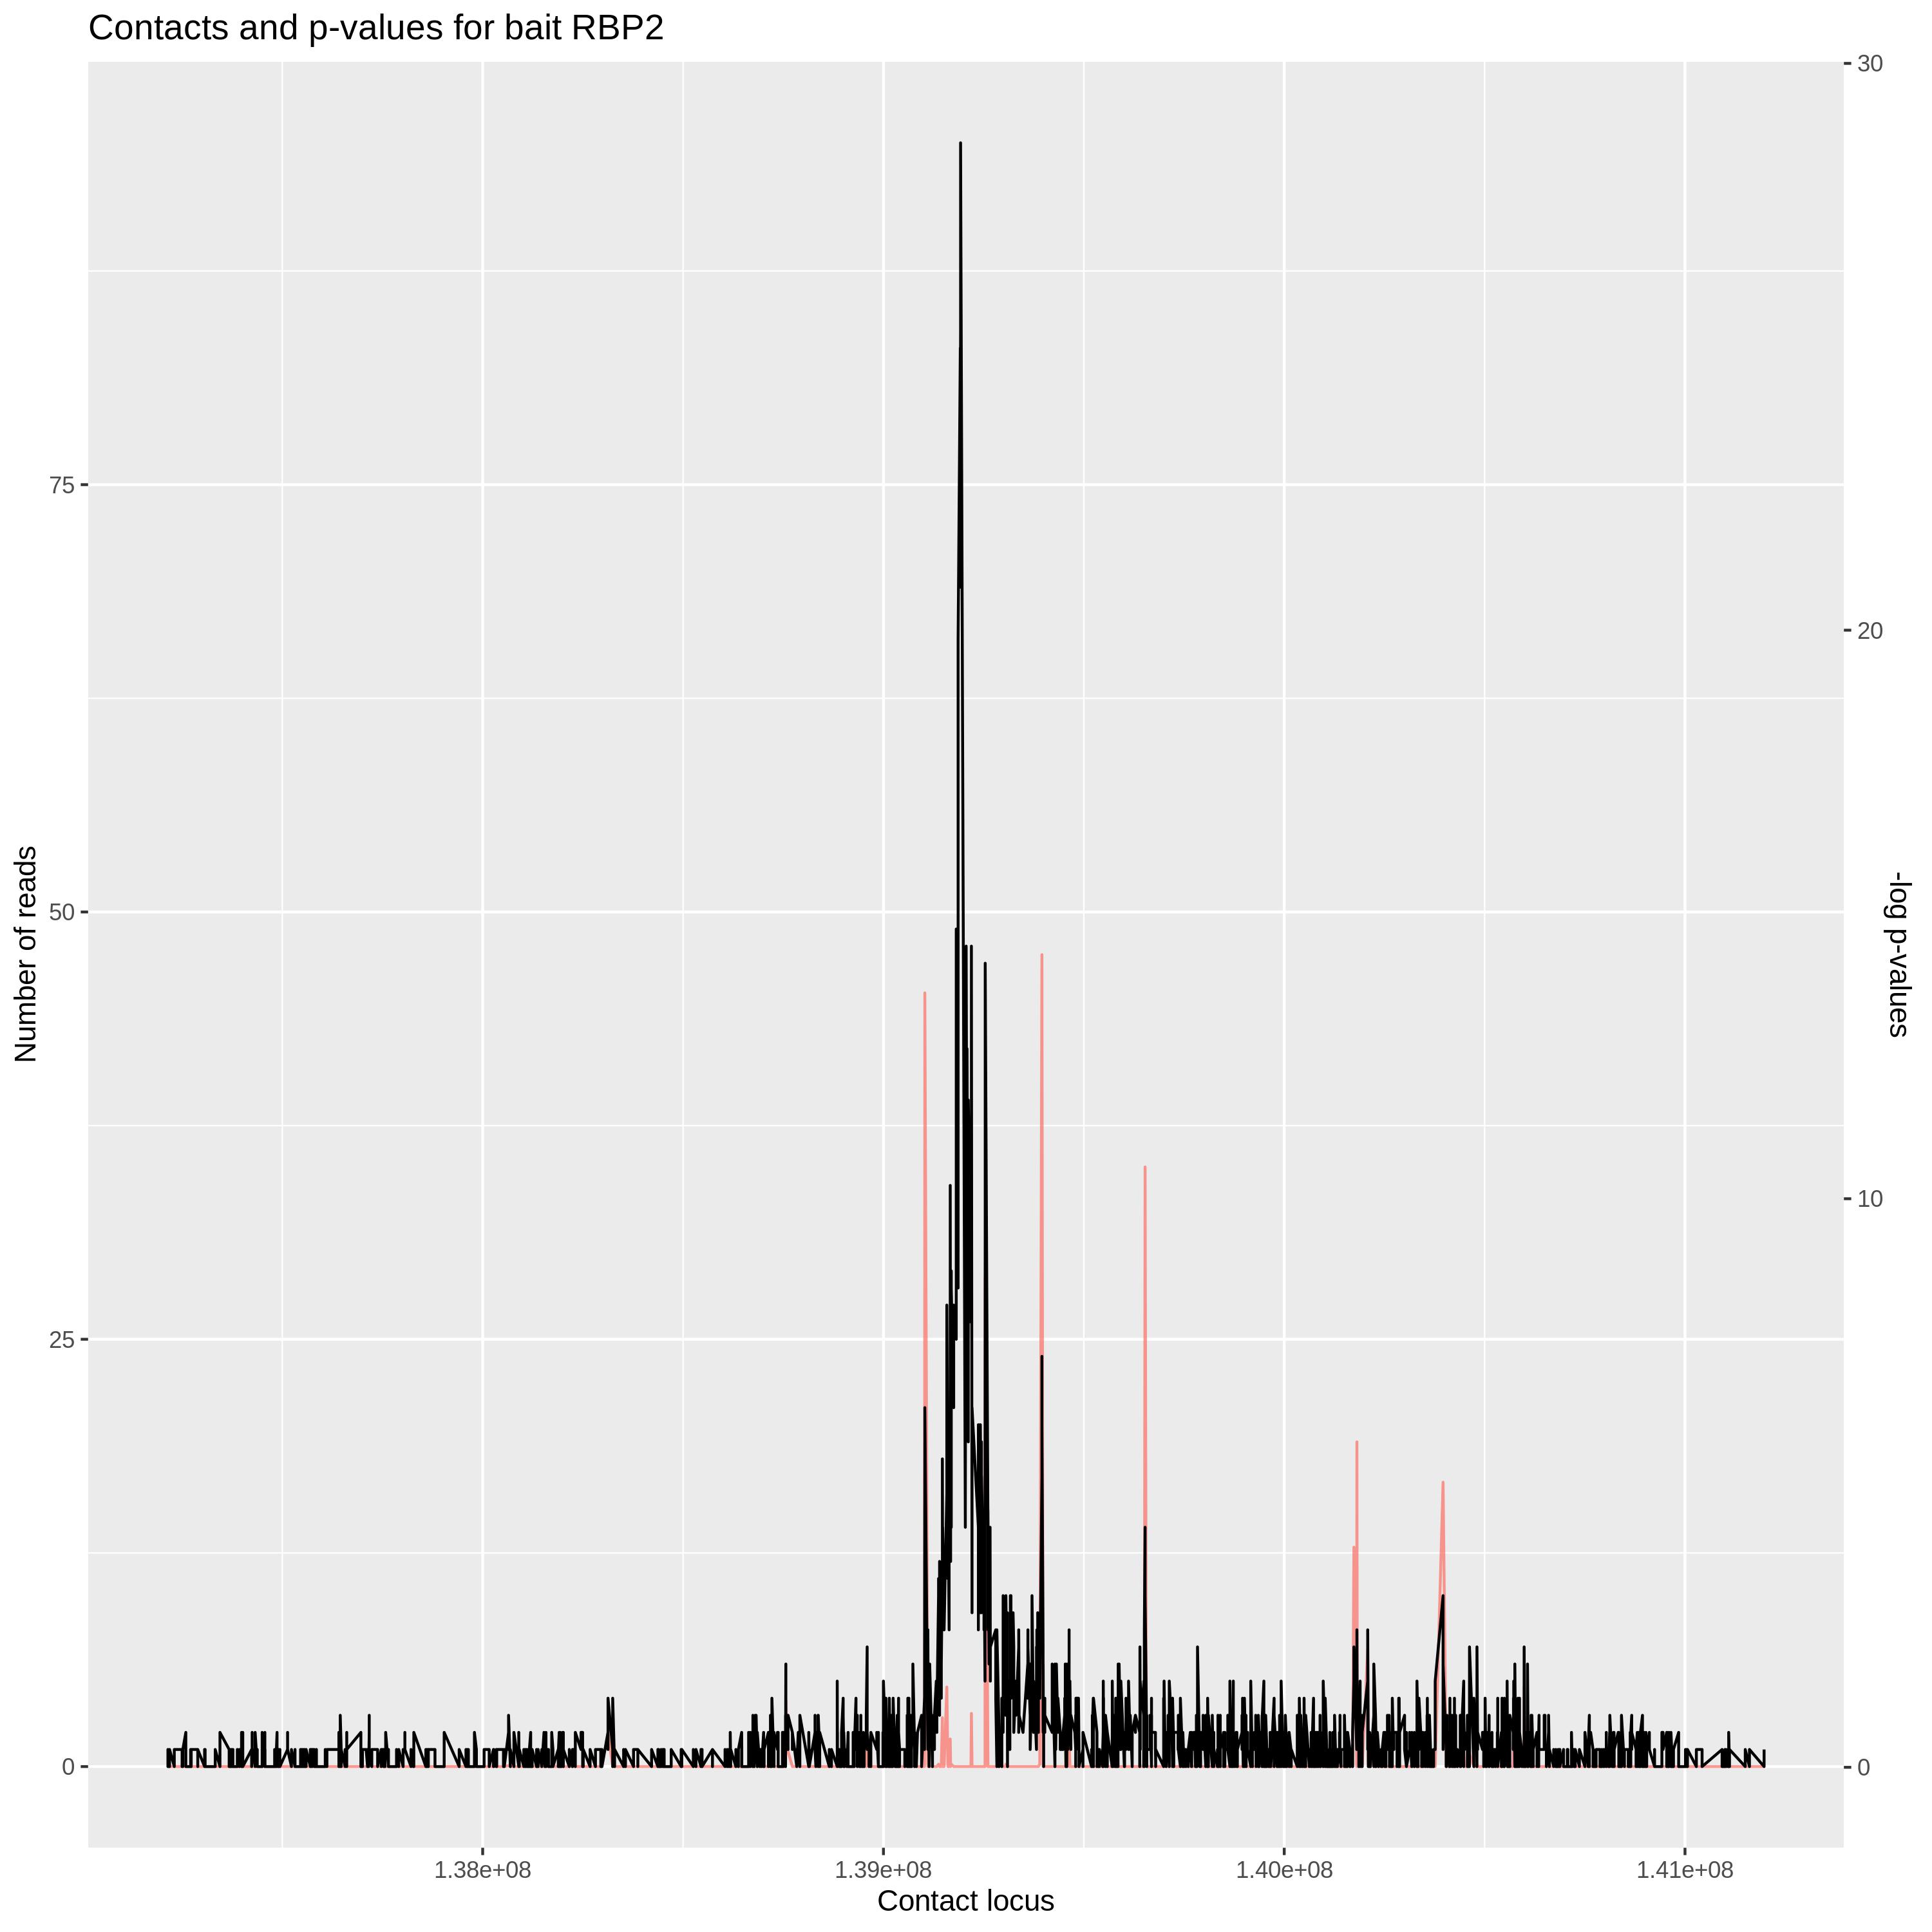 Contacts and p-values for bait RBP2
30
75
20
Number of reads
50
-log p-values
10
25
0
0
1.38e+08
1.39e+08
1.40e+08
1.41e+08
Contact locus